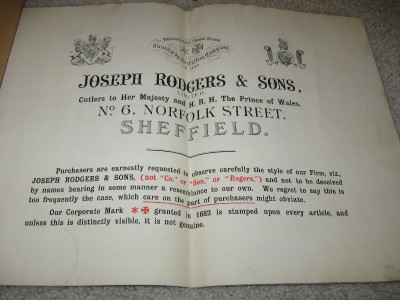 JOSEPH RODGERS & SONS.
LIMITED
Cutlers to Her Majesty and H. R. H. The Prince of Wales,
No 6, NORFOLK STREET,
SHEFFIELD.
Purchasers are earnestly requested to observe carefully the style of our Firm, viz.,
JOSEPH RODGERS & SONS, (not "Co," or "Son," or "Rogers,") and not to be deceived
by names bearing in some manner a resemblance to our own. We regret to say this is
too frequently the case, which care on the part of purchasers might obviate.
Our Corporate Mark granted in 1682 is stamped upon every article, and
unless this is distinctly visible, it is not genuine.